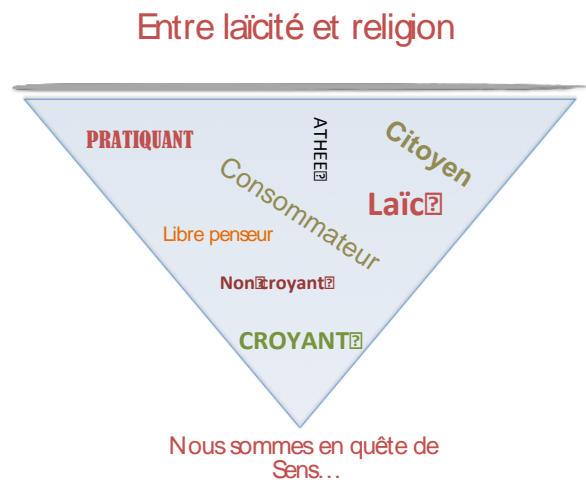 Entre laïcité et religion
PRATIQUANT
ATHEE
Citoyen
Consommateur
Laïc
Libre penseur
Non croyant
CROYANT
Nous sommes en quête de
Sens…